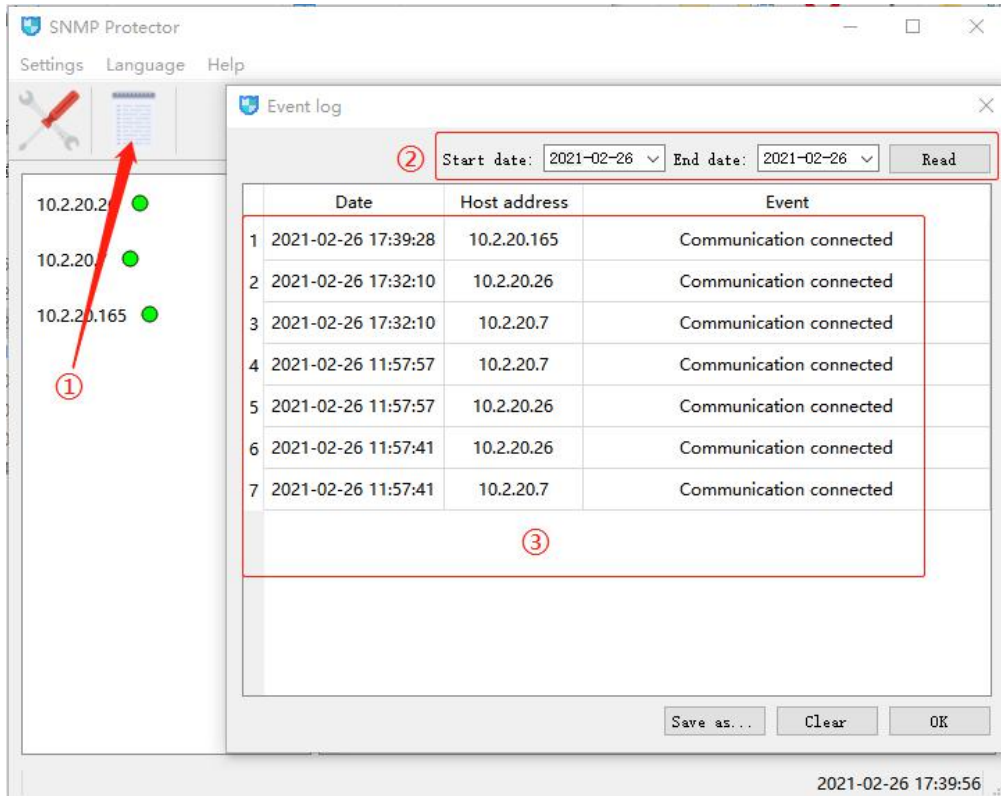 SNMP Protector
Settings Language Help
Event log
② Start date: 2021-02-26 End date: 2021-02-26 Read
Date Host address Event
1 2021-02-26 17:39:28 10.2.20.165 Communication connected
2 2021-02-26 17:32:10 10.2.20.26 Communication connected
3 2021-02-26 17:32:10 10.2.20.7 Communication connected
4 2021-02-26 11:57:57 10.2.20.7 Communication connected
5 2021-02-26 11:57:57 10.2.20.26 Communication connected
6 2021-02-26 11:57:41 10.2.20.26 Communication connected
7 2021-02-26 11:57:41 10.2.20.7 Communication connected
③
10.2.20.26
10.2.20.7
10.2.20.165
①
Save as... Clear OK
2021-02-26 17:39:56